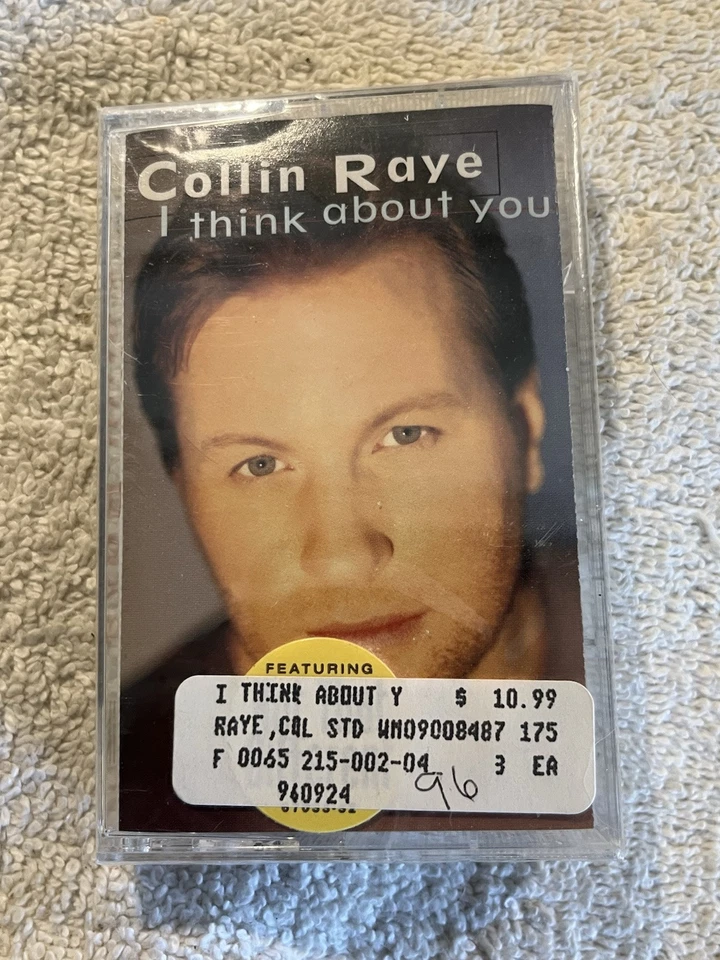 Collin Raye
I think about you
FEATURING
I THINK ABOUT Y $ 10.99
RAYE,COL STD WM09008487 175
F 0065 215-002-04 3 EA
960924
96